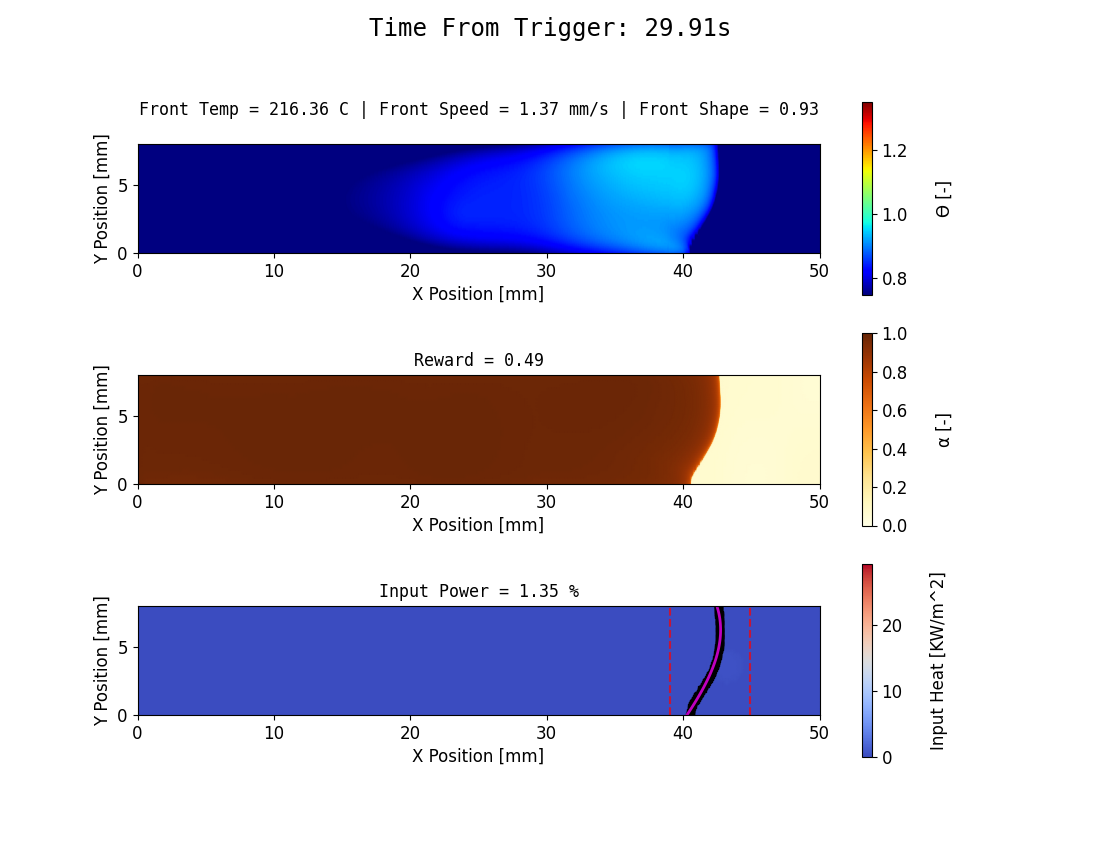 Time From Trigger: 29.91s
Front Temp = 216.36 C | Front Speed = 1.37 mm/s | Front Shape = 0.93
Y Position [mm]
5
0
0 10 20 30 40 50
X Position [mm]
1.2
1.0
0.8
Θ [-]
Reward = 0.49
Y Position [mm]
5
0
0 10 20 30 40 50
X Position [mm]
1.0
0.8
0.6
0.4
0.2
0.0
α [-]
Input Power = 1.35 %
Y Position [mm]
5
0
0 10 20 30 40 50
X Position [mm]
20
10
0
Input Heat [KW/m^2]